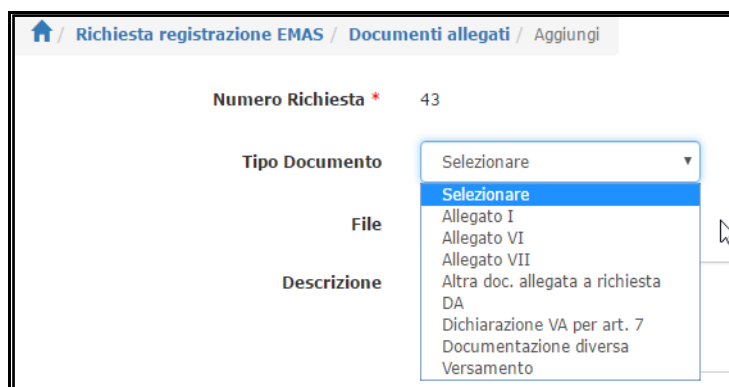 / Richiesta registrazione EMAS / Documenti allegati / Aggiungi
Numero Richiesta * 43
Tipo Documento Selezionare
Selezionare
File
Allegato I
Allegato VI
Allegato VII
Descrizione
Altra doc. allegata a richiesta
DA
Dichiarazione VA per art. 7
Documentazione diversa
Versamento